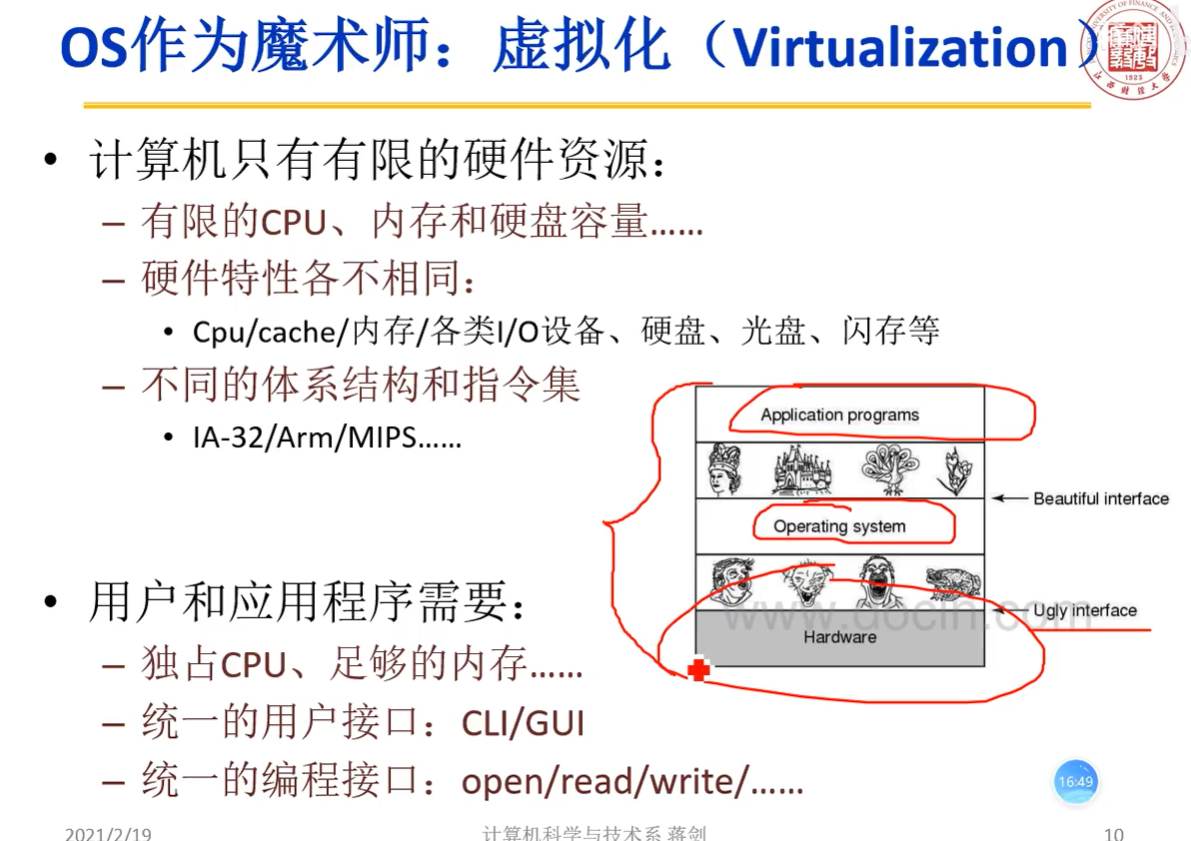 OS作为魔术师：虚拟化（Virtualization）
• 计算机只有有限的硬件资源：
– 有限的CPU、内存和硬盘容量……
– 硬件特性各不相同：
• Cpu/cache/内存/各类I/O设备、硬盘、光盘、闪存等
– 不同的体系结构和指令集
• IA-32/Arm/MIPS……
Application programs
Beautiful interface
Operating system
• 用户和应用程序需要：
Ugly interface
www.docin.com
Hardware
– 独占CPU、足够的内存……
– 统一的用户接口：CLI/GUI
– 统一的编程接口：open/read/write/……
16:49
2021/2/19
计算机科学与技术系 蒋剑
10
1923
江西财经大学